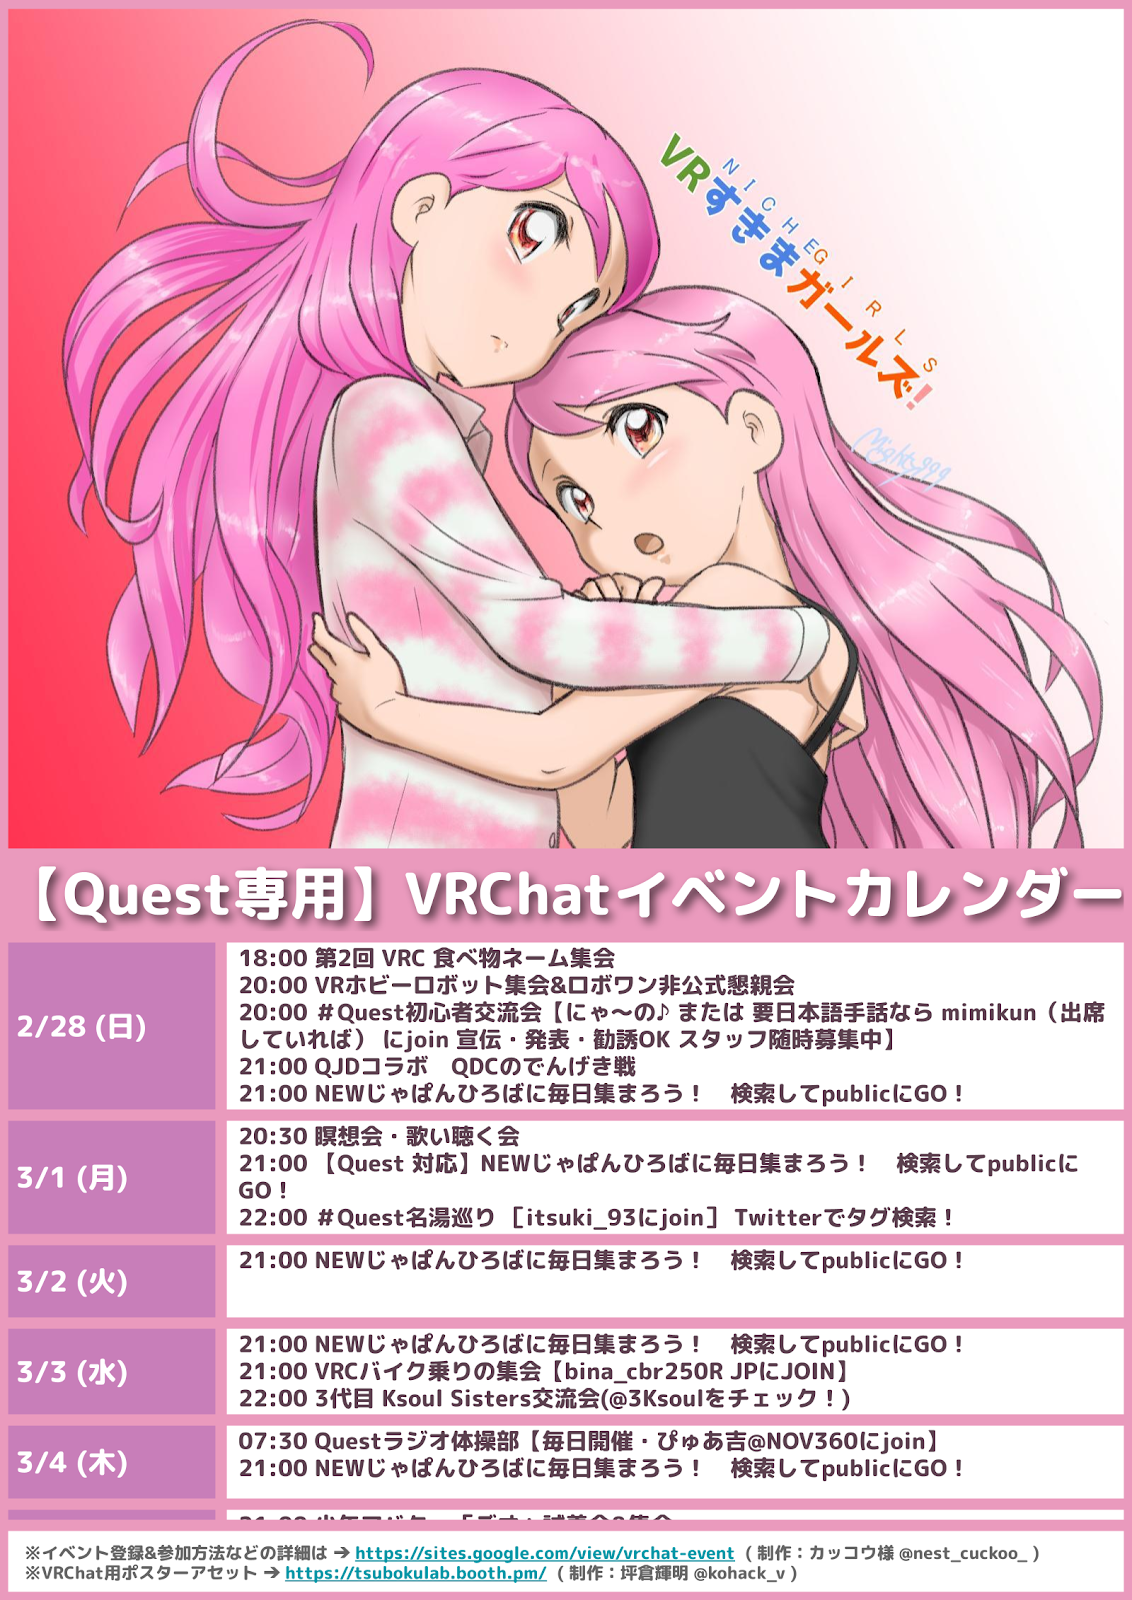 NICHE GIRLS
VRすきまガールズ!
Mighty999
【Quest専用】VRChatイベントカレンダー
2/28 (日)
18:00 第2回 VRC 食べ物ネーム集会
20:00 VRホビーロボット集会&ロボワン非公式懇親会
20:00 #Quest初心者交流会【にゃ～の♪ または 要日本語手話なら mimikun（出席
していれば） にjoin 宣伝・発表・勧誘OK スタッフ随時募集中】
21:00 QJDコラボ　QDCのでんげき戦
21:00 NEWじゃぱんひろばに毎日集まろう！　検索してpublicにGO！
3/1 (月)
20:30 瞑想会・歌い聴く会
21:00 【Quest 対応】NEWじゃぱんひろばに毎日集まろう！　検索してpublicに
GO！
22:00 #Quest名湯巡り ［itsuki_93にjoin］ Twitterでタグ検索！
3/2 (火)
21:00 NEWじゃぱんひろばに毎日集まろう！　検索してpublicにGO！
3/3 (水)
21:00 NEWじゃぱんひろばに毎日集まろう！　検索してpublicにGO！
21:00 VRCバイク乗りの集会【bina_cbr250R JPにJOIN】
22:00 3代目 Ksoul Sisters交流会(@3Ksoulをチェック！)
3/4 (木)
07:30 Questラジオ体操部【毎日開催・ぴゅあ吉@NOV360にjoin】
21:00 NEWじゃぱんひろばに毎日集まろう！　検索してpublicにGO！
※イベント登録&参加方法などの詳細は ➔ https://sites.google.com/view/vrchat-event （ 制作：カッコウ様 @nest_cuckoo_ ）
※VRChat用ポスターアセット ➔ https://tsubokulab.booth.pm/ （ 制作：坪倉輝明 @kohack_v ）